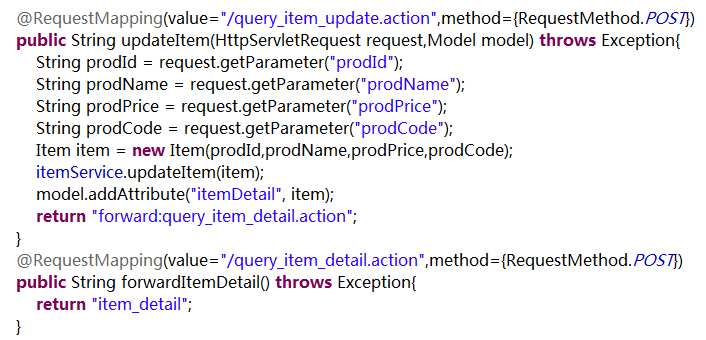 @RequestMapping(value="/query_item_update.action",method={RequestMethod.POST})
public String updateItem(HttpServletRequest request,Model model) throws Exception{
String prodId = request.getParameter("prodId");
String prodName = request.getParameter("prodName");
String prodPrice = request.getParameter("prodPrice");
String prodCode = request.getParameter("prodCode");
Item item = new Item(prodId,prodName,prodPrice,prodCode);
itemService.updateItem(item);
model.addAttribute("itemDetail", item);
return "forward:query_item_detail.action";
}
@RequestMapping(value="/query_item_detail.action",method={RequestMethod.POST})
public String forwardItemDetail() throws Exception{
return "item_detail";
}